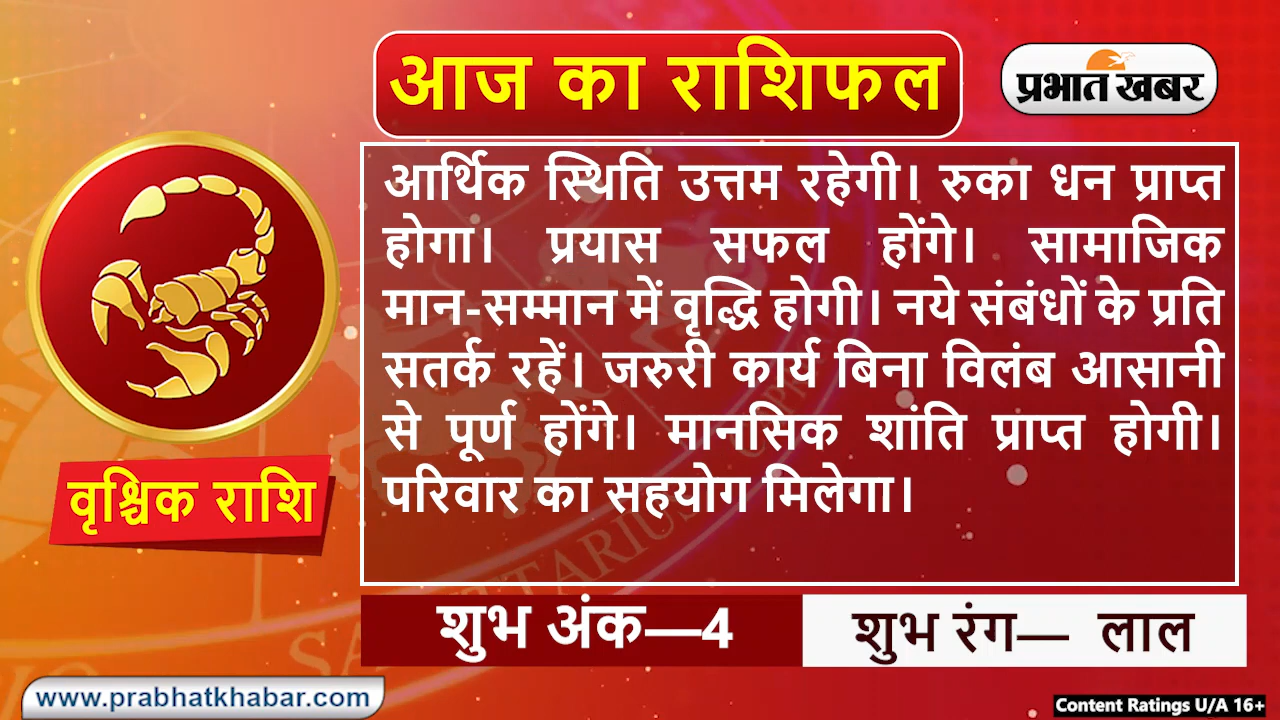 आज का राशिफल
प्रभात खबर
आर्थिक स्थिति उत्तम रहेगी। रुका धन प्राप्त
होगा। प्रयास सफल होंगे। सामाजिक
मान-सम्मान में वृद्धि होगी। नये संबंधों के प्रति
सतर्क रहें। जरुरी कार्य बिना विलंब आसानी
से पूर्ण होंगे। मानसिक शांति प्राप्त होगी।
परिवार का सहयोग मिलेगा।
वृश्चिक राशि
शुभ अंक—4
शुभ रंग— लाल
www.prabhatkhabar.com
Content Ratings U/A 16+